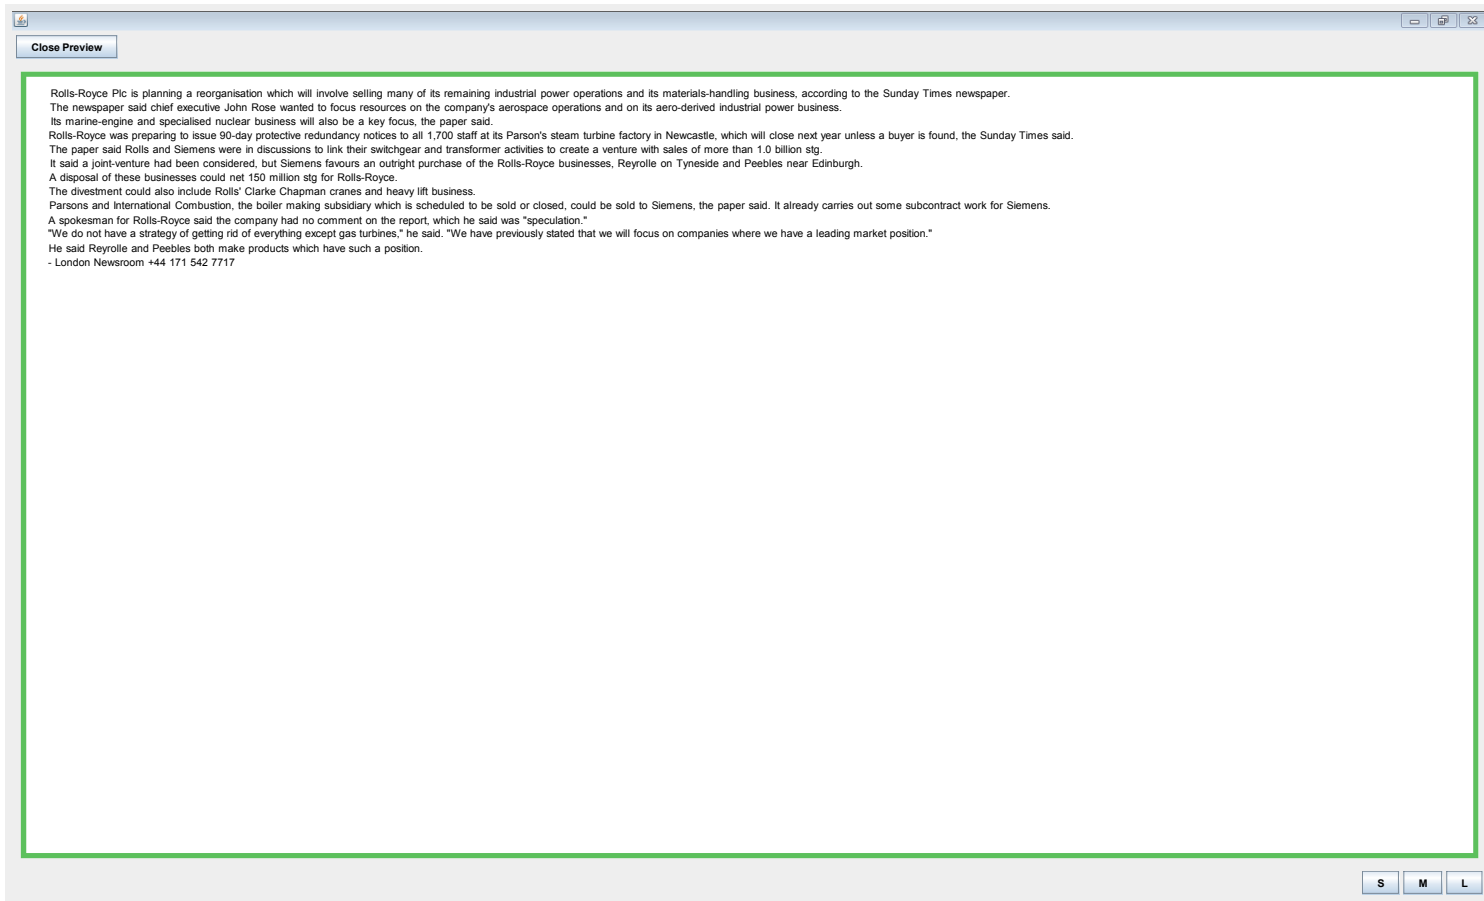 Close Preview
Rolls-Royce Plc is planning a reorganisation which will involve selling many of its remaining industrial power operations and its materials-handling business, according to the Sunday Times newspaper.
The newspaper said chief executive John Rose wanted to focus resources on the company's aerospace operations and on its aero-derived industrial power business.
Its marine-engine and specialised nuclear business will also be a key focus, the paper said.
Rolls-Royce was preparing to issue 90-day protective redundancy notices to all 1,700 staff at its Parson's steam turbine factory in Newcastle, which will close next year unless a buyer is found, the Sunday Times said.
The paper said Rolls and Siemens were in discussions to link their switchgear and transformer activities to create a venture with sales of more than 1.0 billion stg.
It said a joint-venture had been considered, but Siemens favours an outright purchase of the Rolls-Royce businesses, Reyrolle on Tyneside and Peebles near Edinburgh.
A disposal of these businesses could net 150 million stg for Rolls-Royce.
The divestment could also include Rolls' Clarke Chapman cranes and heavy lift business.
Parsons and International Combustion, the boiler making subsidiary which is scheduled to be sold or closed, could be sold to Siemens, the paper said. It already carries out some subcontract work for Siemens.
A spokesman for Rolls-Royce said the company had no comment on the report, which he said was "speculation."
"We do not have a strategy of getting rid of everything except gas turbines," he said. "We have previously stated that we will focus on companies where we have a leading market position."
He said Reyrolle and Peebles both make products which have such a position.
- London Newsroom +44 171 542 7717
S M L